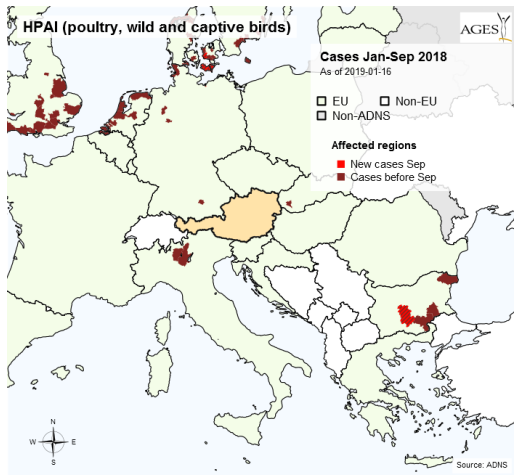 HPAI (poultry, wild and captive birds)
AGES
Cases Jan-Sep 2018
As of 2019-01-16
EU Non-EU
Non-ADNS
Affected regions
New cases Sep
Cases before Sep
N
W E
S
Source: ADNS